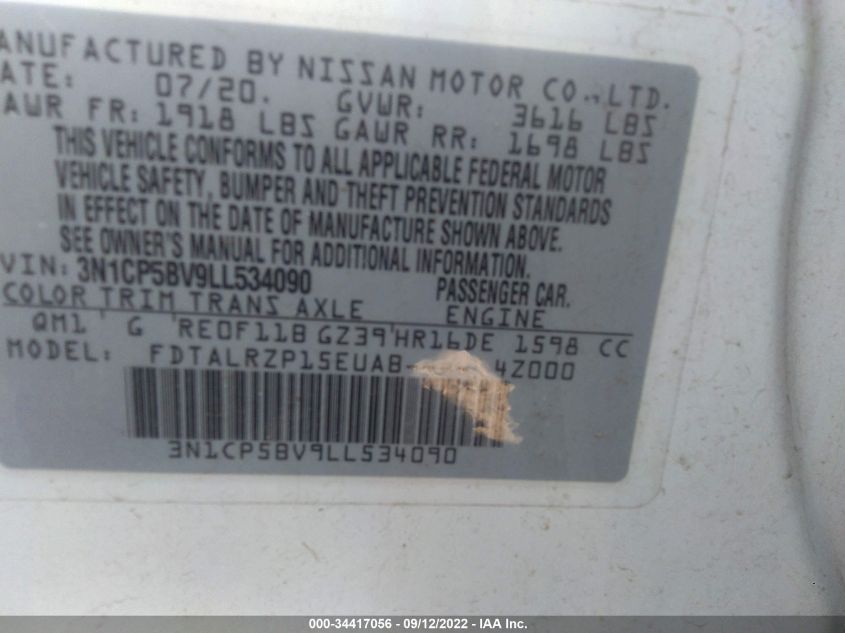 ANUFACTURED BY NISSAN MOTOR CO., LTD.
ATE: 07/20. GVWR: 3616 LBS
AWR FR: 1918 LBS GAWR RR: 1698 LBS
THIS VEHICLE CONFORMS TO ALL APPLICABLE FEDERAL MOTOR
VEHICLE SAFETY, BUMPER AND THEFT PREVENTION STANDARDS
IN EFFECT ON THE DATE OF MANUFACTURE SHOWN ABOVE.
SEE OWNER'S MANUAL FOR ADDITIONAL INFORMATION.
VIN: 3N1CP5BV9LL534090 PASSENGER CAR.
COLOR TRIM TRANS AXLE ENGINE
QM1 ' G 'RE0F11B GZ39'HR16DE 1598 CC
MODEL: FDTALRZP15EUAB- 4Z000
3N1CP5BV9LL534090
000-34417056 - 09/12/2022 - IAA Inc.